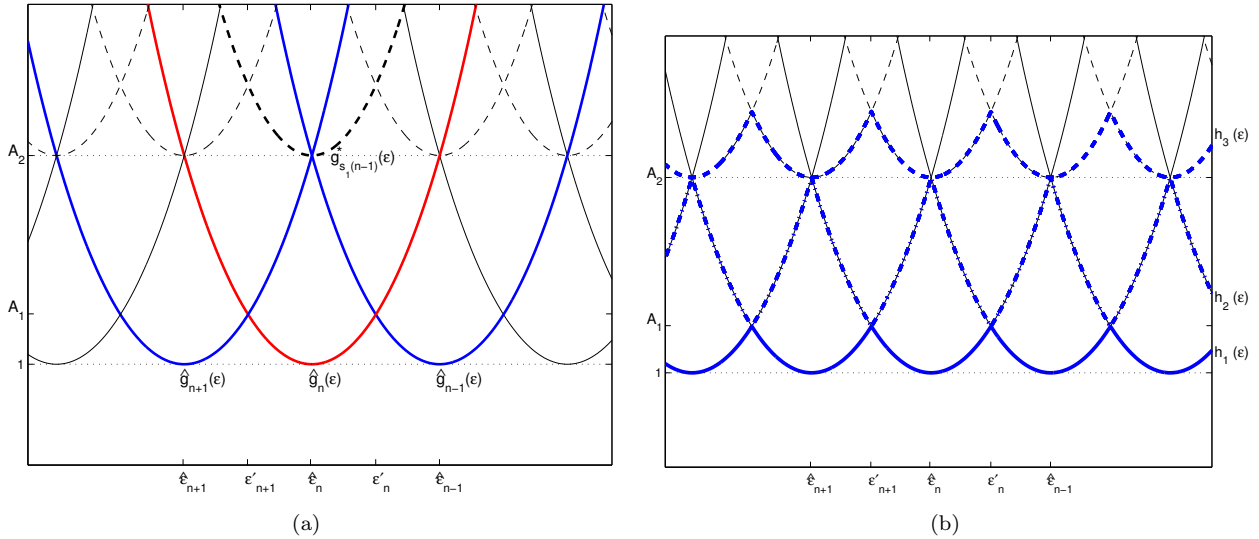 A₂
A₁
1
g*ₛ₁(n−1)(ε)
ĝₙ₊₁(ε)
ĝₙ(ε)
ĝₙ₋₁(ε)
ε̂ₙ₊₁
ε′ₙ₊₁
ε̂ₙ
ε′ₙ
ε̂ₙ₋₁
(a)
A₂
A₁
1
h₃(ε)
h₂(ε)
h₁(ε)
ε̂ₙ₊₁
ε′ₙ₊₁
ε̂ₙ
ε′ₙ
ε̂ₙ₋₁
(b)